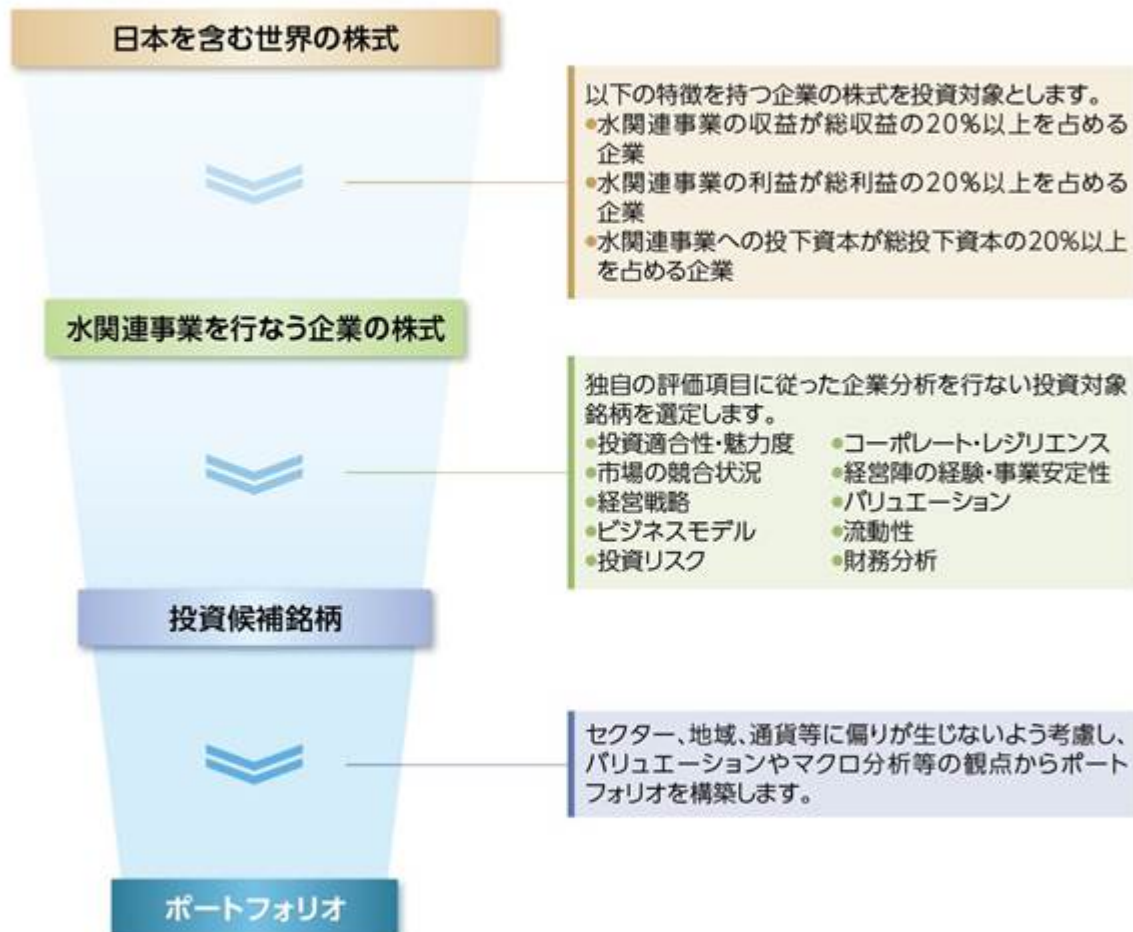 日本を含む世界の株式
以下の特徴を持つ企業の株式を投資対象とします。
●水関連事業の収益が総収益の20%以上を占める
企業
●水関連事業の利益が総利益の20%以上を占める
企業
●水関連事業への投下資本が総投下資本の20%以上
を占める企業
水関連事業を行なう企業の株式
独自の評価項目に従った企業分析を行ない投資対象
銘柄を選定します。
●投資適合性・魅力度 ●コーポレート・レジリエンス
●市場の競合状況 ●経営陣の経験・事業安定性
●経営戦略 ●バリュエーション
●ビジネスモデル ●流動性
●投資リスク ●財務分析
投資候補銘柄
セクター、地域、通貨等に偏りが生じないよう考慮し、
バリュエーションやマクロ分析等の観点からポート
フォリオを構築します。
ポートフォリオ